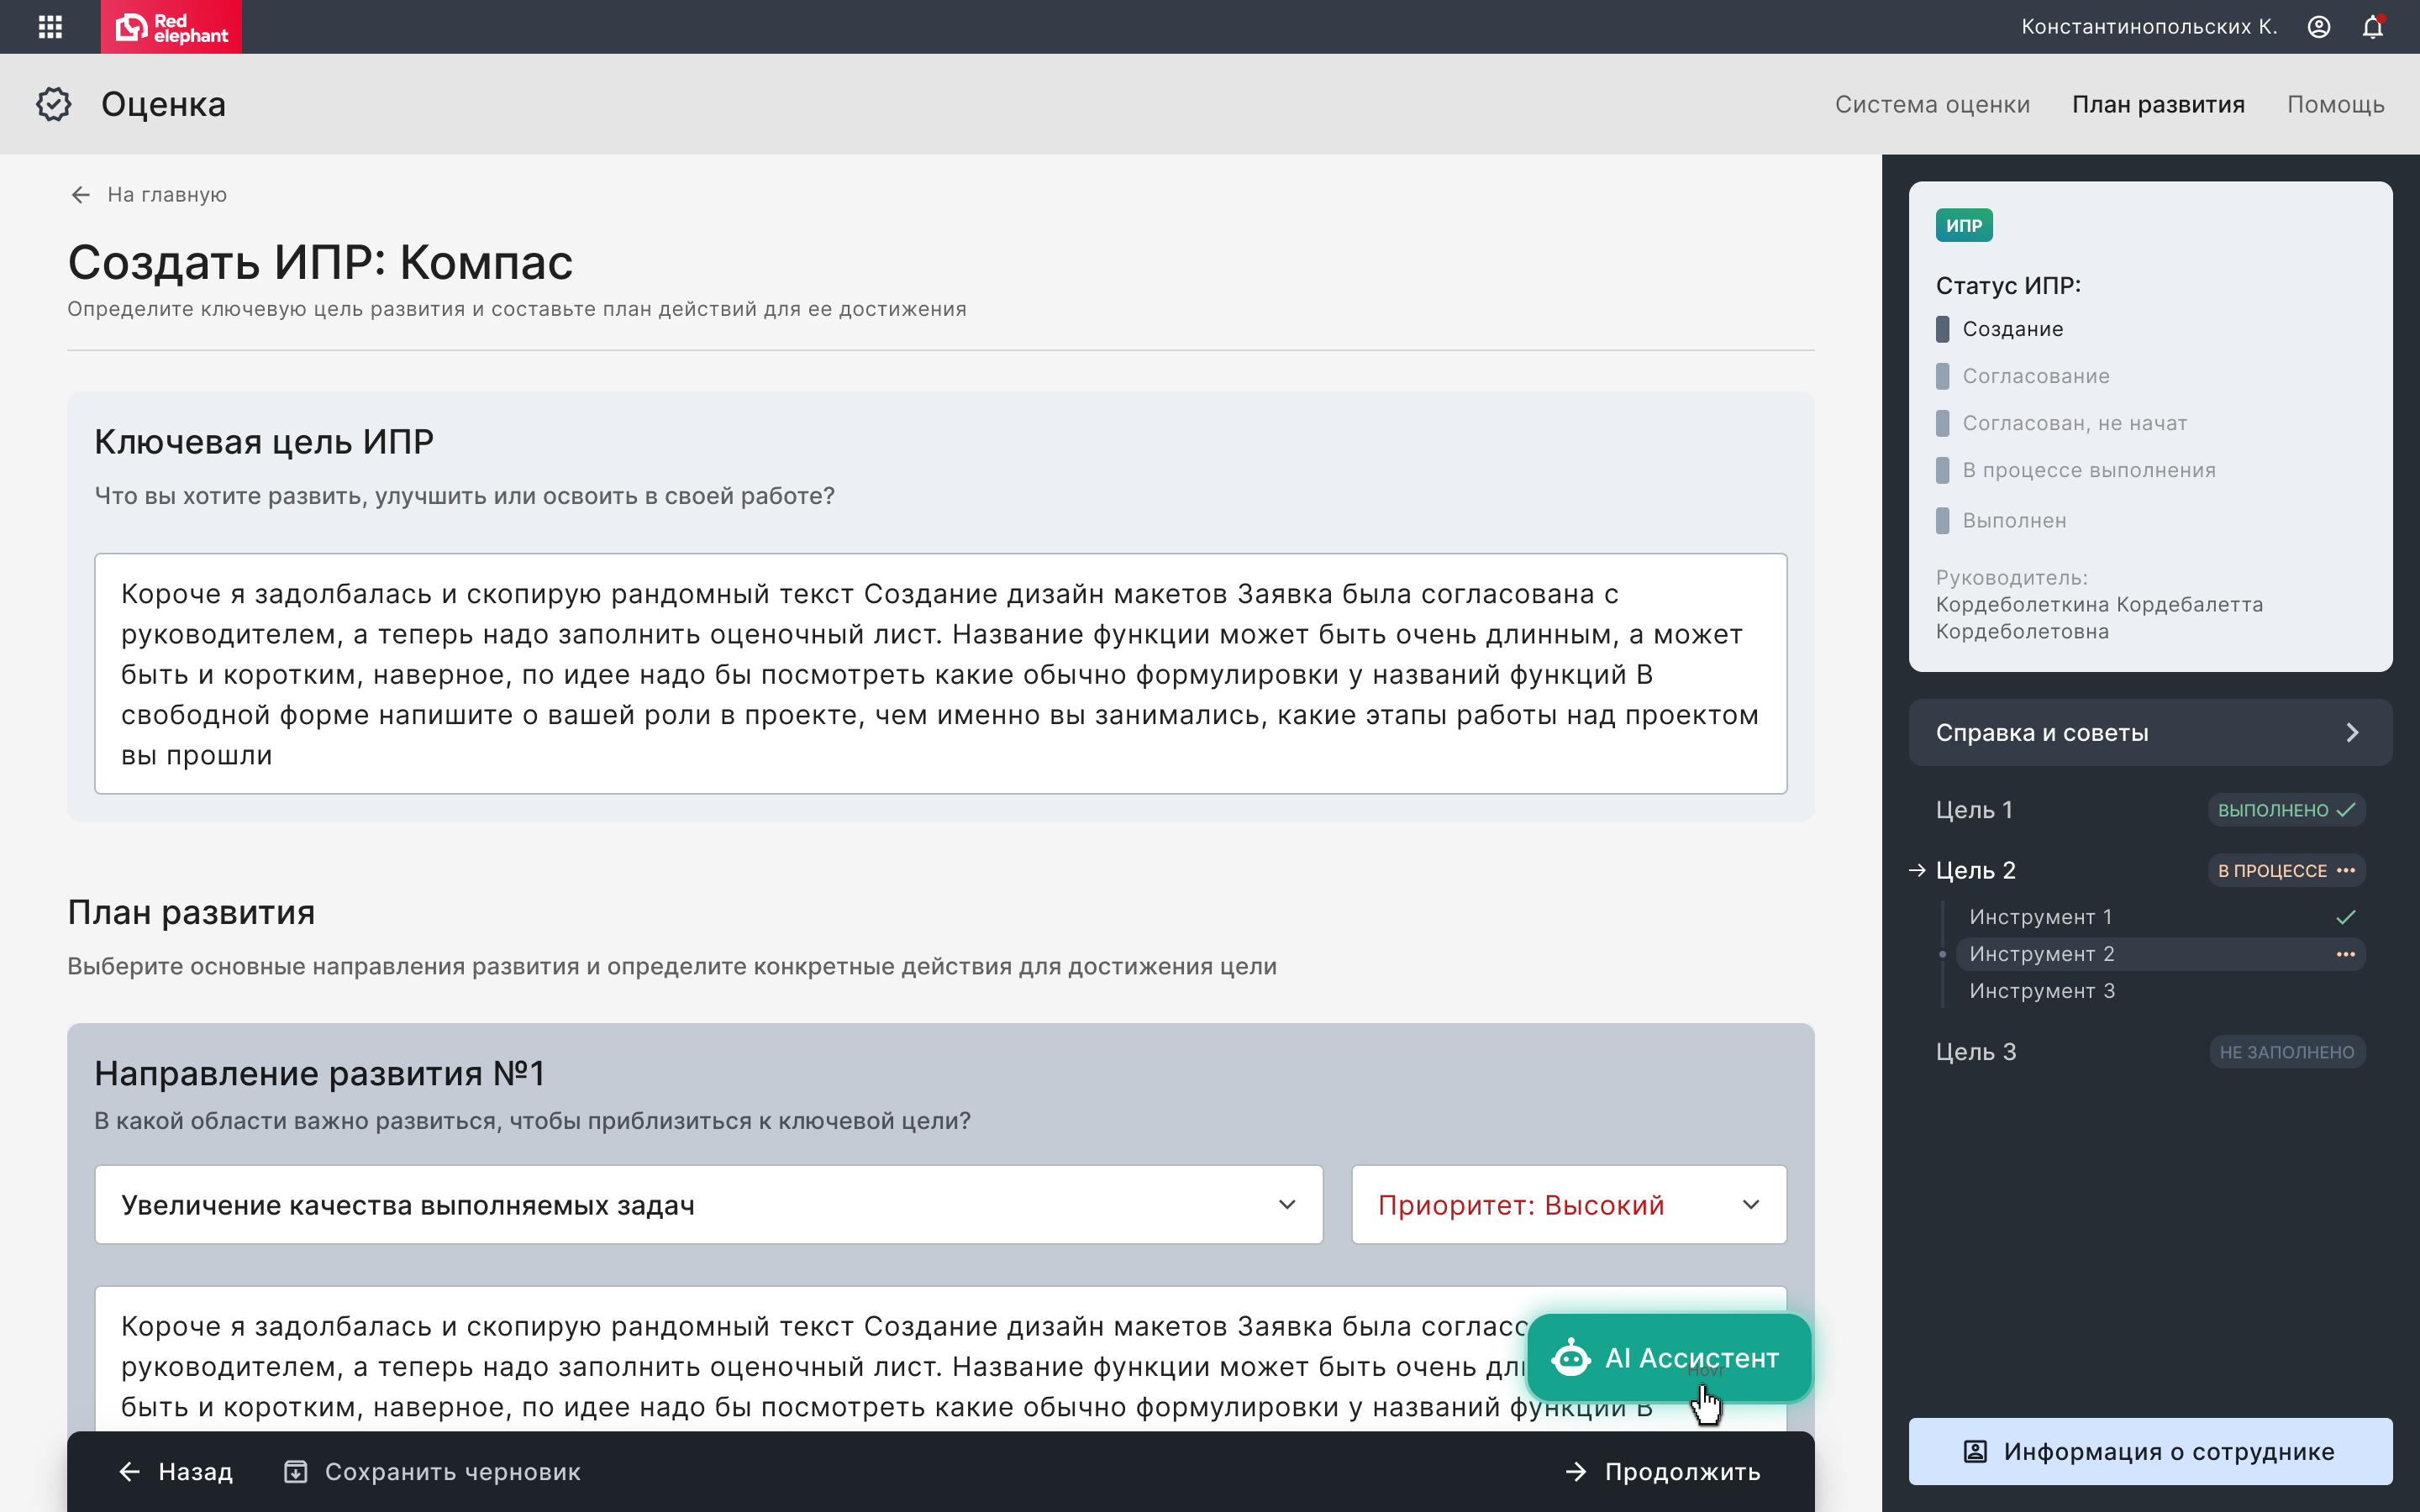 Red
elephant
Константинопольских К.
Оценка
Система оценки
План развития
Помощь
На главную
Создать ИПР: Компас
Определите ключевую цель развития и составьте план действий для ее достижения
Ключевая цель ИПР
Что вы хотите развить, улучшить или освоить в своей работе?
Короче я задолбалась и скопирую рандомный текст Создание дизайн макетов Заявка была согласована с
руководителем, а теперь надо заполнить оценочный лист. Название функции может быть очень длинным, а может
быть и коротким, наверное, по идее надо бы посмотреть какие обычно формулировки у названий функций В
свободной форме напишите о вашей роли в проекте, чем именно вы занимались, какие этапы работы над проектом
вы прошли
План развития
Выберите основные направления развития и определите конкретные действия для достижения цели
Направление развития №1
В какой области важно развиться, чтобы приблизиться к ключевой цели?
Увеличение качества выполняемых задач
Приоритет: Высокий
Короче я задолбалась и скопирую рандомный текст Создание дизайн макетов Заявка была
руководителем, а теперь надо заполнить оценочный лист. Название функции может быть очень
быть и коротким, наверное, по идее надо бы посмотреть какие обычно формулировки у названий функций В
AI Ассистент
Назад
Сохранить черновик
Продолжить
ИПР
Статус ИПР:
Создание
Согласование
Согласован, не начат
В процессе выполнения
Выполнен
Руководитель:
Кордеболеткина Кордебалетта
Кордеболетовна
Справка и советы
Цель 1
ВЫПОЛНЕНО
Цель 2
В ПРОЦЕССЕ
Инструмент 1
Инструмент 2
Инструмент 3
Цель 3
НЕ ЗАПОЛНЕНО
Информация о сотруднике